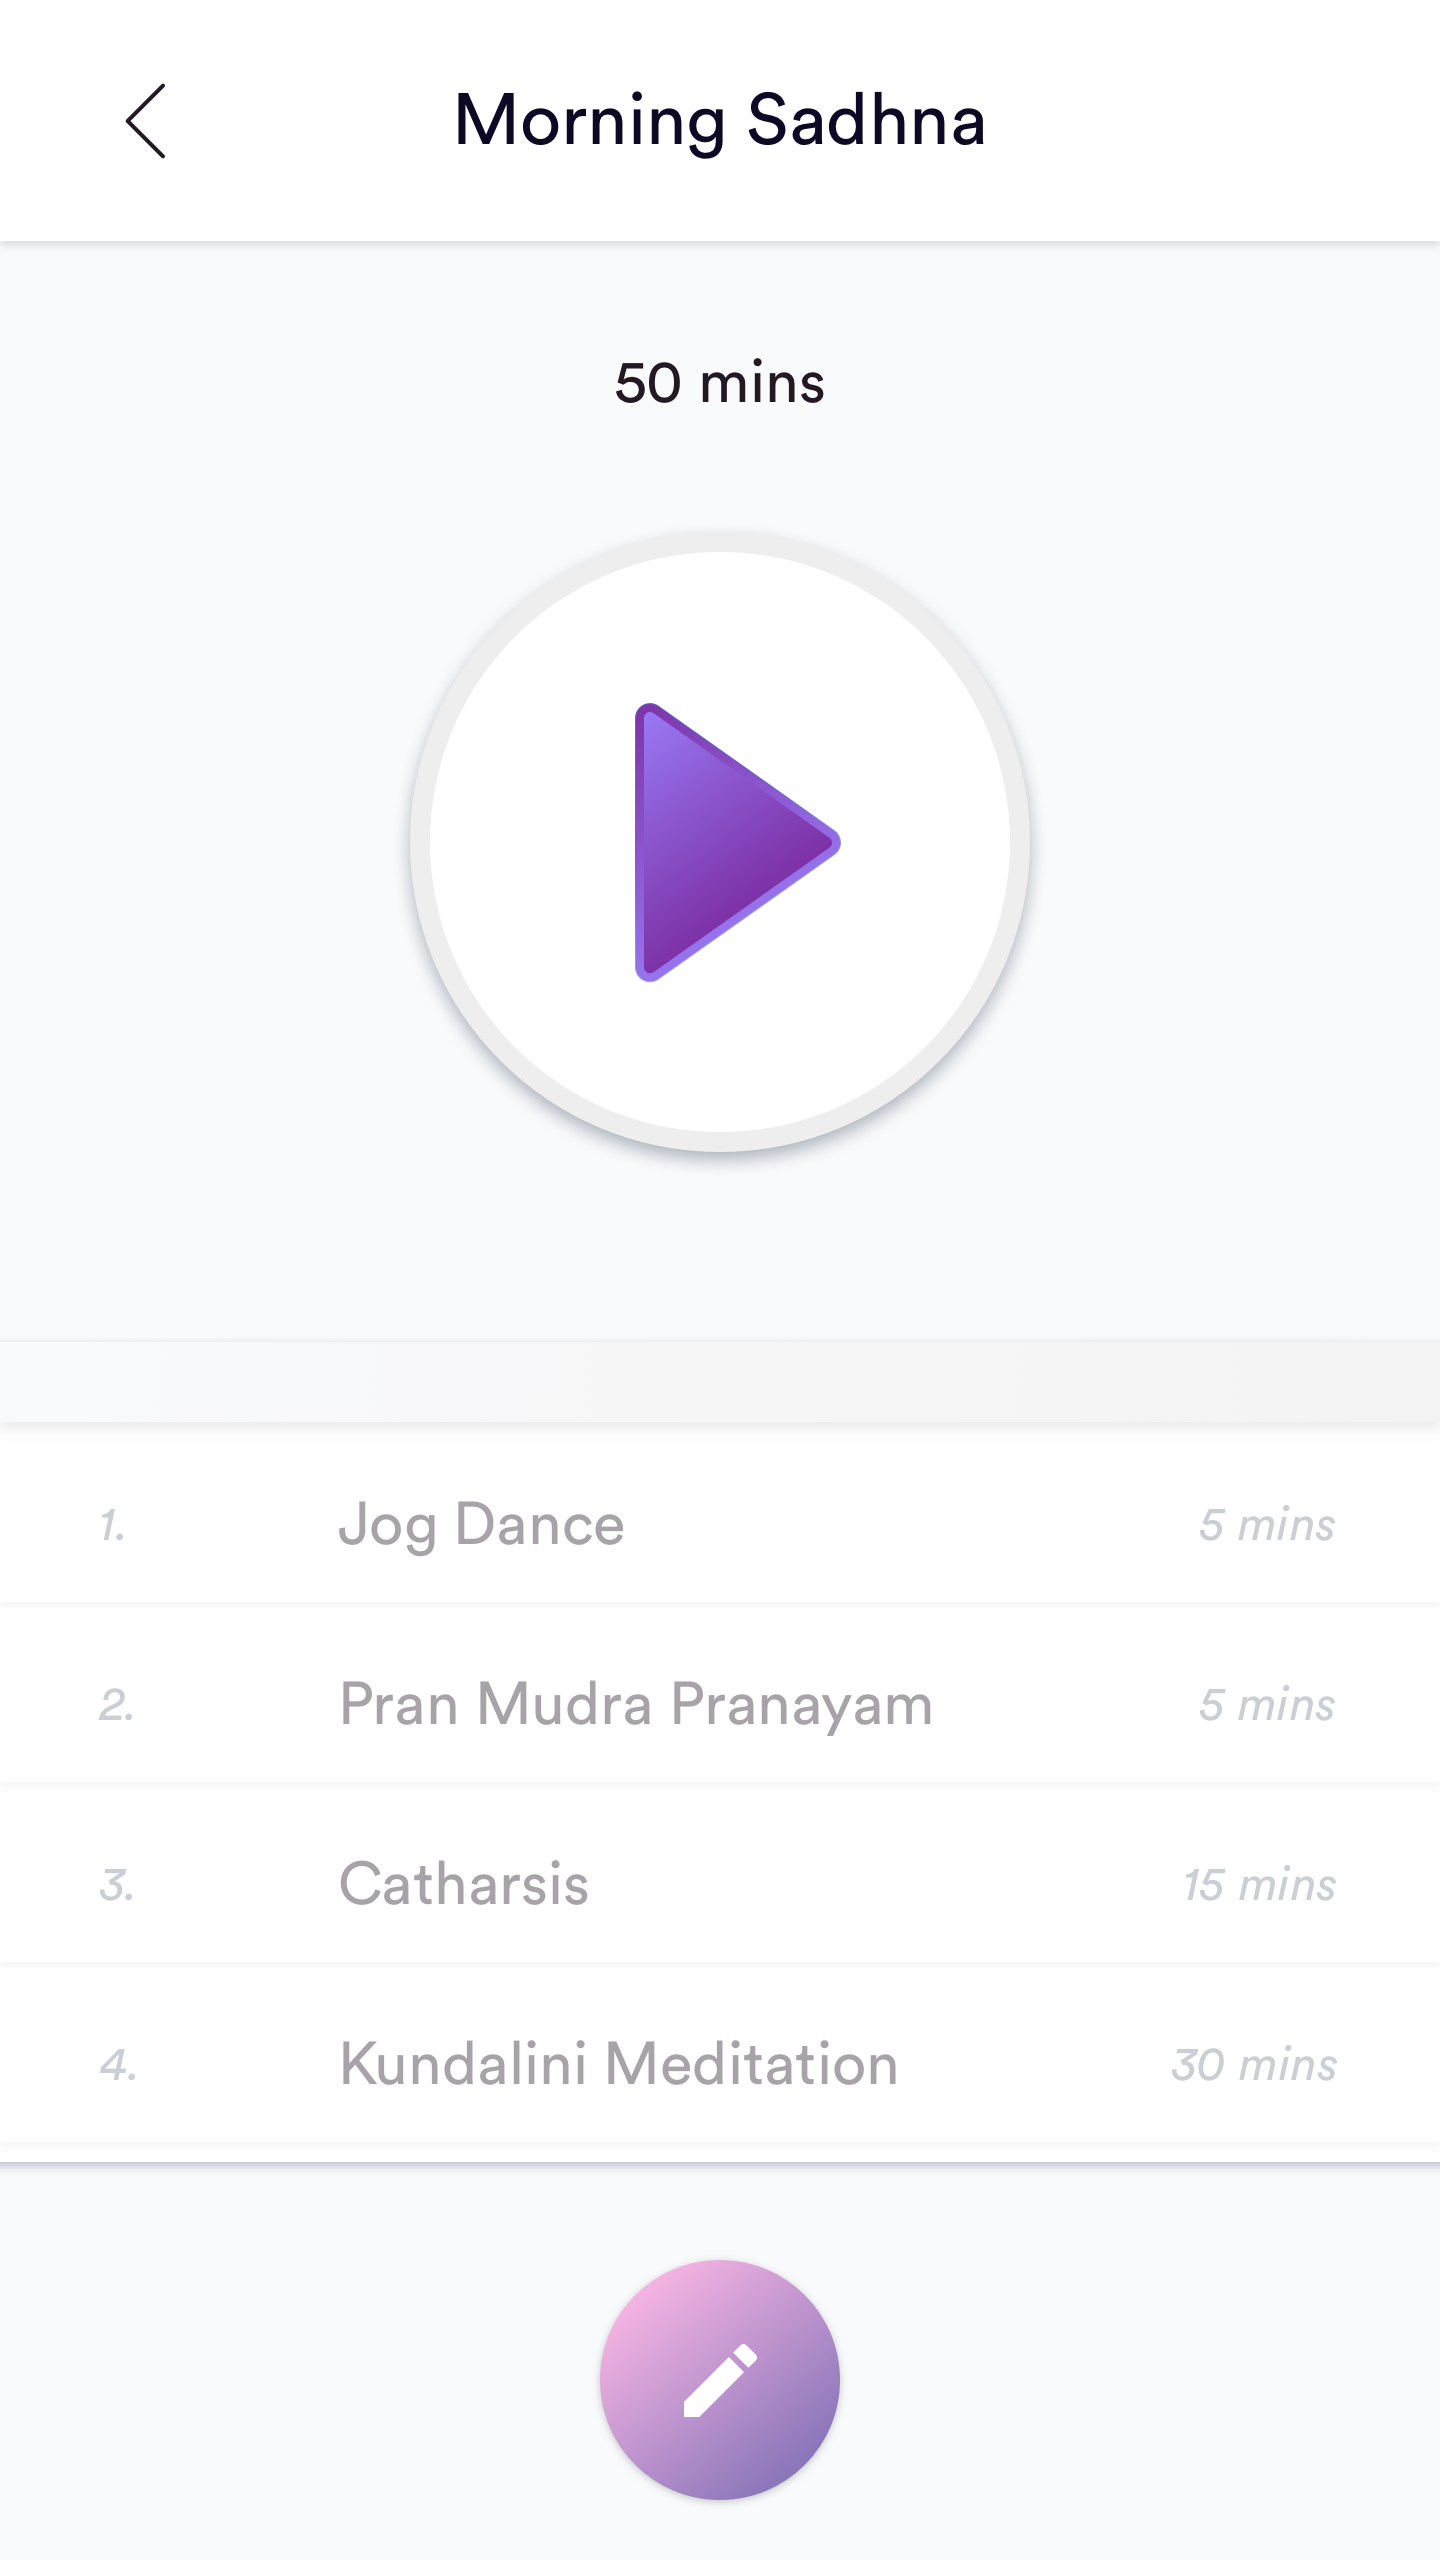 Morning Sadhna
50 mins
1. Jog Dance 5 mins
2. Pran Mudra Pranayam 5 mins
3. Catharsis 15 mins
4. Kundalini Meditation 30 mins